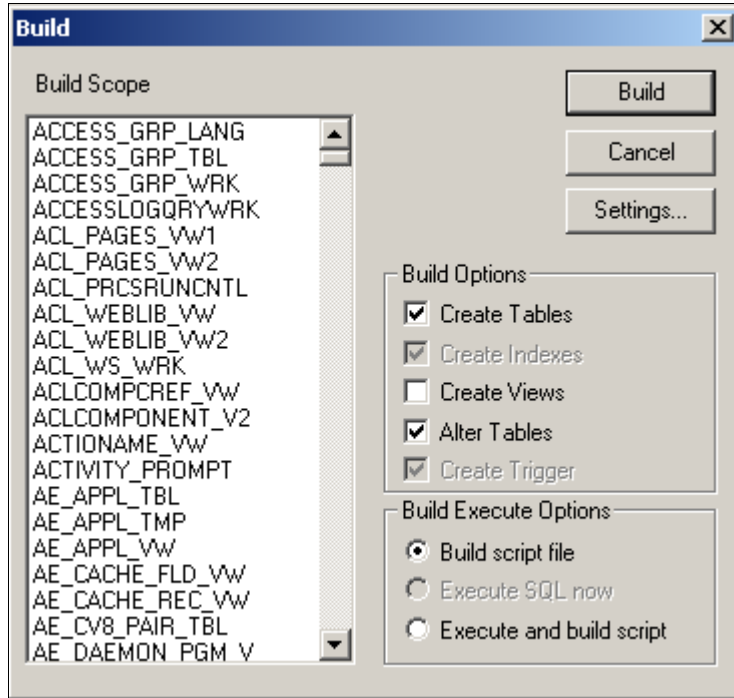 Build
Build Scope
ACCESS_GRP_LANG
ACCESS_GRP_TBL
ACCESS_GRP_WRK
ACCESSLOGQRYWRK
ACL_PAGES_VW1
ACL_PAGES_VW2
ACL_PRCSRUNCNTL
ACL_WEBLIB_VW
ACL_WEBLIB_VW2
ACL_WS_WRK
ACLCOMPCREF_VW
ACLCOMPONENT_V2
ACTIONAME_VW
ACTIVITY_PROMPT
AE_APPL_TBL
AE_APPL_TMP
AE_APPL_VW
AE_CACHE_FLD_VW
AE_CACHE_REC_VW
AE_CV8_PAIR_TBL
AE_DAEMON_PGM_V
Build
Cancel
Settings...
Build Options
Create Tables
Create Indexes
Create Views
Alter Tables
Create Trigger
Build Execute Options
Build script file
Execute SQL now
Execute and build script